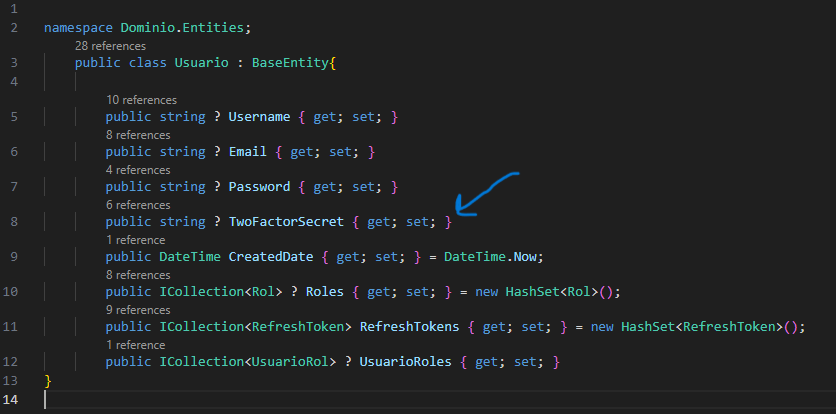 1
2 namespace Dominio.Entities;
28 references
3 public class Usuario : BaseEntity{
4
10 references
5 public string ? Username { get; set; }
8 references
6 public string ? Email { get; set; }
4 references
7 public string ? Password { get; set; }
6 references
8 public string ? TwoFactorSecret { get; set; }
1 reference
9 public DateTime CreatedDate { get; set; } = DateTime.Now;
8 references
10 public ICollection<Rol> ? Roles { get; set; } = new HashSet<Rol>();
9 references
11 public ICollection<RefreshToken> RefreshTokens { get; set; } = new HashSet<RefreshToken>();
1 reference
12 public ICollection<UsuarioRol> ? UsuarioRoles { get; set; }
13 }
14